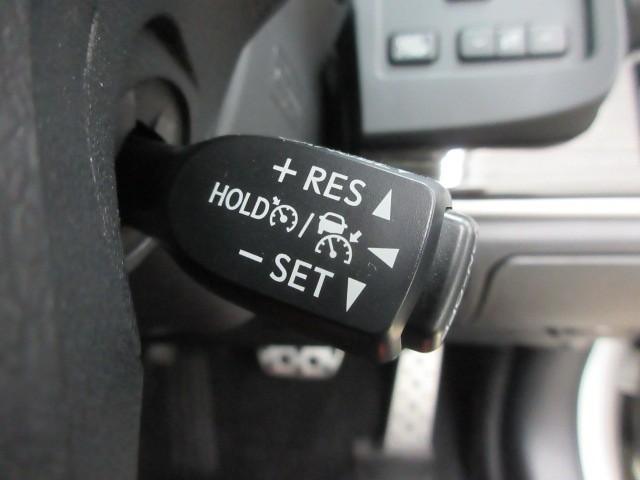 + RES ▲
HOLD / ◀
− SET ▼